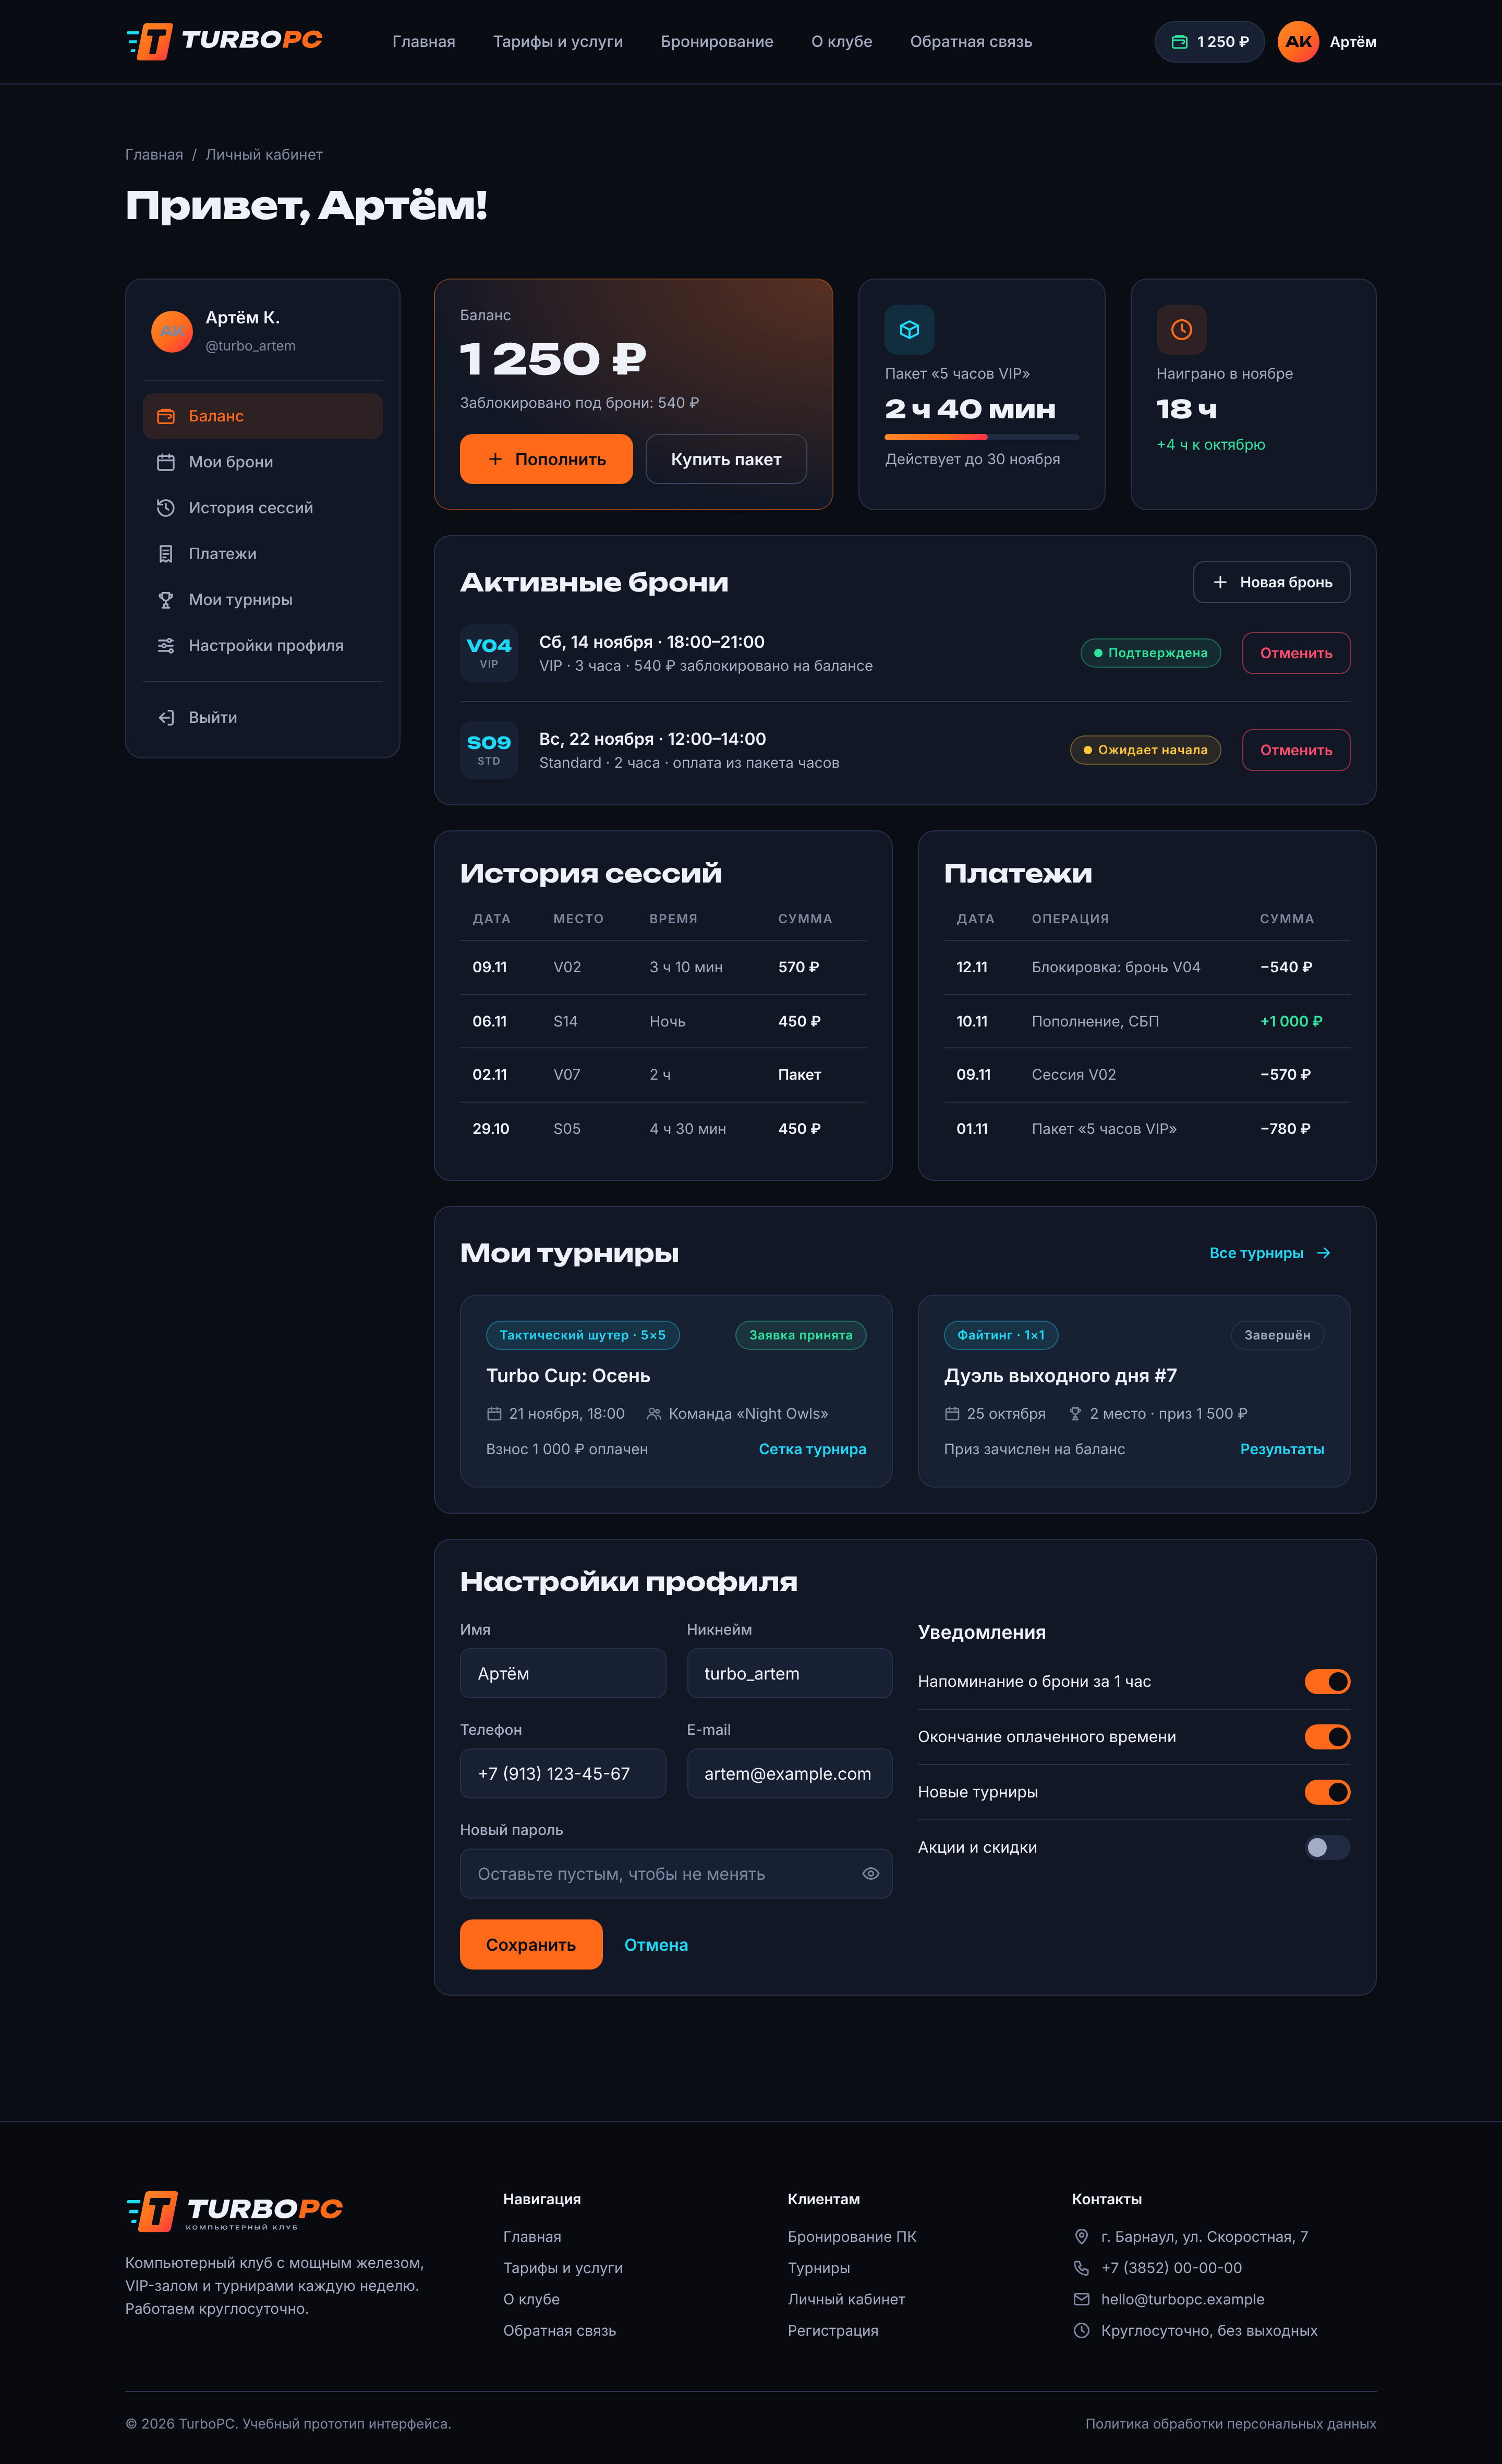 TURBOPC
Главная
Тарифы и услуги
Бронирование
О клубе
Обратная связь
1 250 ₽
АК
Артём
Главная / Личный кабинет
Привет, Артём!
АК
Артём К.
@turbo_artem
Баланс
Мои брони
История сессий
Платежи
Мои турниры
Настройки профиля
Выйти
Баланс
1 250 ₽
Заблокировано под брони: 540 ₽
Пополнить
Купить пакет
Пакет «5 часов VIP»
2 ч 40 мин
Действует до 30 ноября
Наиграно в ноябре
18 ч
+4 ч к октябрю
Активные брони
Новая бронь
V04
VIP
Сб, 14 ноября · 18:00–21:00
VIP · 3 часа · 540 ₽ заблокировано на балансе
Подтверждена
Отменить
S09
STD
Вс, 22 ноября · 12:00–14:00
Standard · 2 часа · оплата из пакета часов
Ожидает начала
Отменить
История сессий
ДАТА МЕСТО ВРЕМЯ СУММА
09.11 V02 3 ч 10 мин 570 ₽
06.11 S14 Ночь 450 ₽
02.11 V07 2 ч Пакет
29.10 S05 4 ч 30 мин 450 ₽
Платежи
ДАТА ОПЕРАЦИЯ СУММА
12.11 Блокировка: бронь V04 −540 ₽
10.11 Пополнение, СБП +1 000 ₽
09.11 Сессия V02 −570 ₽
01.11 Пакет «5 часов VIP» −780 ₽
Мои турниры
Все турниры
Тактический шутер · 5×5
Заявка принята
Turbo Cup: Осень
21 ноября, 18:00
Команда «Night Owls»
Взнос 1 000 ₽ оплачен
Сетка турнира
Файтинг · 1×1
Завершён
Дуэль выходного дня #7
25 октября
2 место · приз 1 500 ₽
Приз зачислен на баланс
Результаты
Настройки профиля
Имя
Артём
Никнейм
turbo_artem
Телефон
+7 (913) 123-45-67
E-mail
artem@example.com
Новый пароль
Оставьте пустым, чтобы не менять
Сохранить
Отмена
Уведомления
Напоминание о брони за 1 час
Окончание оплаченного времени
Новые турниры
Акции и скидки
TURBOPC
КОМПЬЮТЕРНЫЙ КЛУБ
Компьютерный клуб с мощным железом,
VIP-залом и турнирами каждую неделю.
Работаем круглосуточно.
Навигация
Главная
Тарифы и услуги
О клубе
Обратная связь
Клиентам
Бронирование ПК
Турниры
Личный кабинет
Регистрация
Контакты
г. Барнаул, ул. Скоростная, 7
+7 (3852) 00-00-00
hello@turbopc.example
Круглосуточно, без выходных
© 2026 TurboPC. Учебный прототип интерфейса.
Политика обработки персональных данных